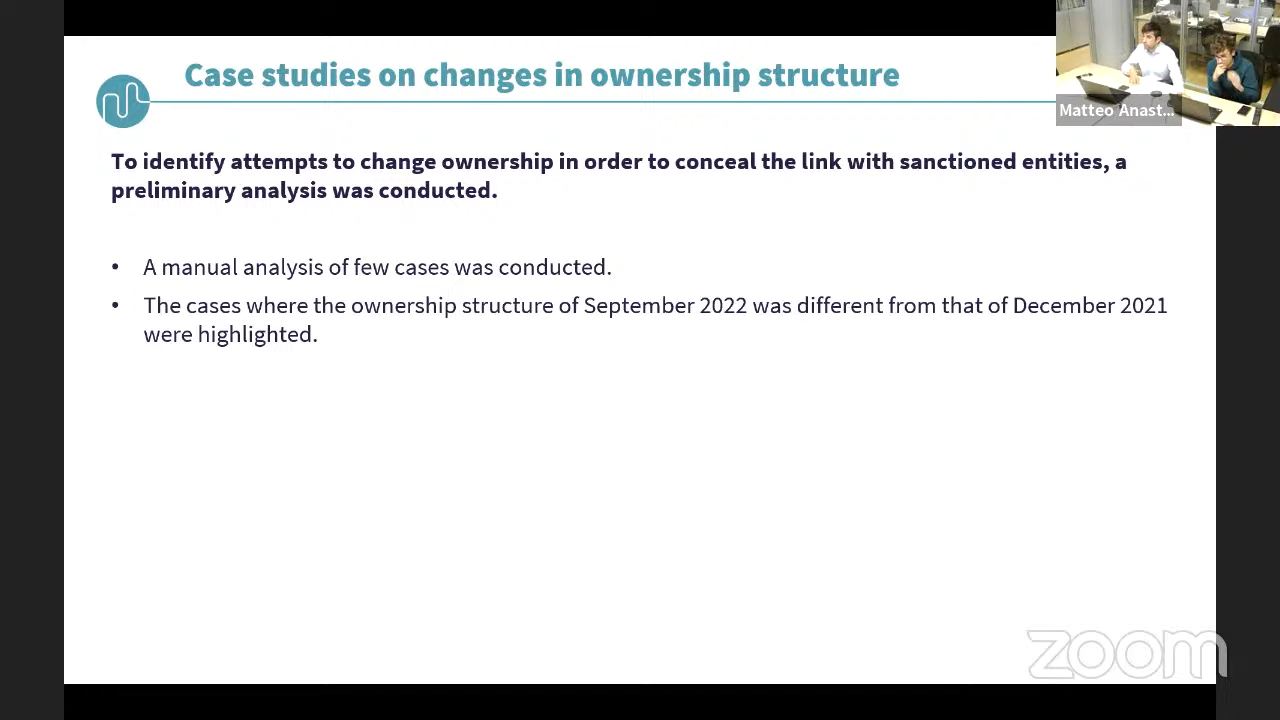 Case studies on changes in ownership structure
Matteo Anast...
To identify attempts to change ownership in order to conceal the link with sanctioned entities, a
preliminary analysis was conducted.
• A manual analysis of few cases was conducted.
• The cases where the ownership structure of September 2022 was different from that of December 2021
were highlighted.
zoom